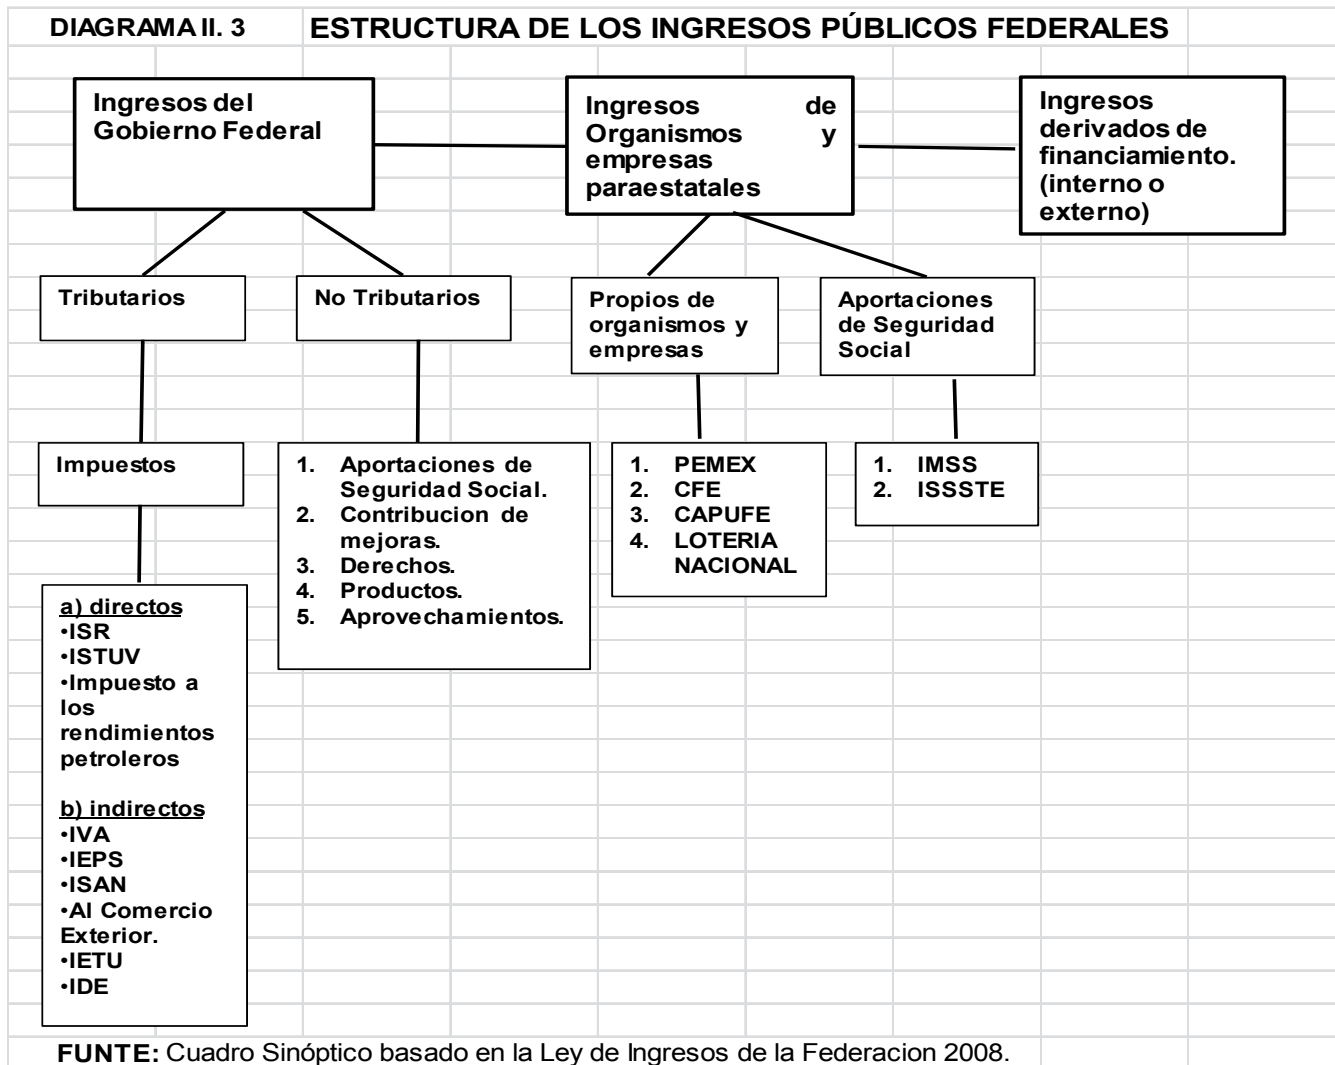 DIAGRAMA II. 3 ESTRUCTURA DE LOS INGRESOS PÚBLICOS FEDERALES
Ingresos del
Gobierno Federal
Ingresos de
Organismos y
empresas
paraestatales
Ingresos
derivados de
financiamiento.
(interno o
externo)
Tributarios
No Tributarios
Propios de
organismos y
empresas
Aportaciones
de Seguridad
Social
Impuestos
1. Aportaciones de
Seguridad Social.
2. Contribucion de
mejoras.
3. Derechos.
4. Productos.
5. Aprovechamientos.
1. PEMEX
2. CFE
3. CAPUFE
4. LOTERIA
NACIONAL
1. IMSS
2. ISSSTE
a) directos
•ISR
•ISTUV
•Impuesto a
los
rendimientos
petroleros
b) indirectos
•IVA
•IEPS
•ISAN
•Al Comercio
Exterior.
•IETU
•IDE
FUNTE: Cuadro Sinóptico basado en la Ley de Ingresos de la Federacion 2008.